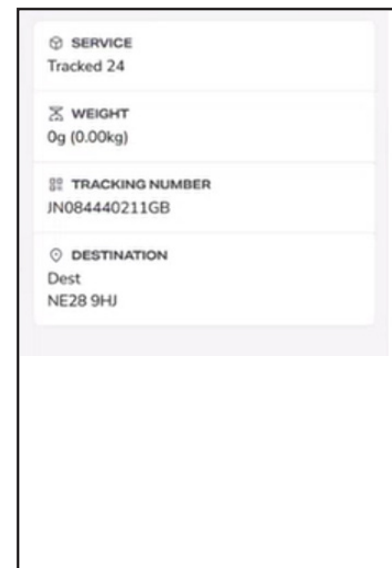 SERVICE
Tracked 24
WEIGHT
0g (0.00kg)
TRACKING NUMBER
JN084440211GB
DESTINATION
Dest
NE28 9HJ